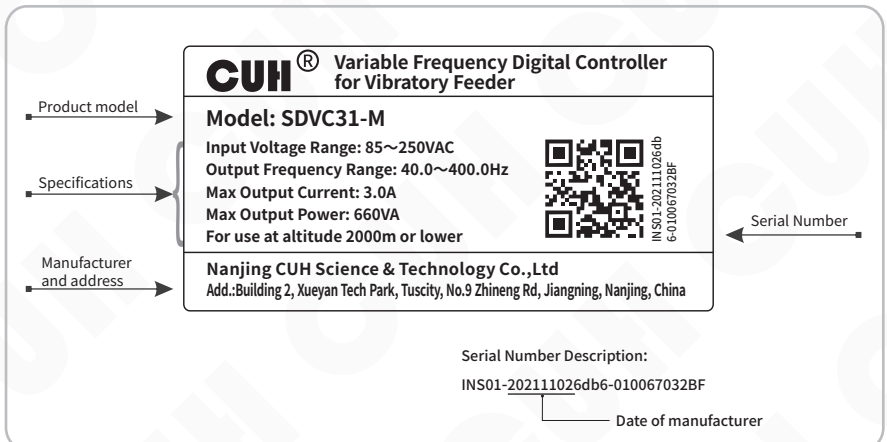 CUH® Variable Frequency Digital Controller
for Vibratory Feeder
Product model
Model: SDVC31-M
Specifications
Input Voltage Range: 85～250VAC
Output Frequency Range: 40.0～400.0Hz
Max Output Current: 3.0A
Max Output Power: 660VA
For use at altitude 2000m or lower
INS01-202111026db
6-010067032BF
Serial Number
Manufacturer
and address
Nanjing CUH Science & Technology Co.,Ltd
Add.:Building 2, Xueyan Tech Park, Tuscity, No.9 Zhineng Rd, Jiangning, Nanjing, China
Serial Number Description:
INS01-202111026db6-010067032BF
Date of manufacturer